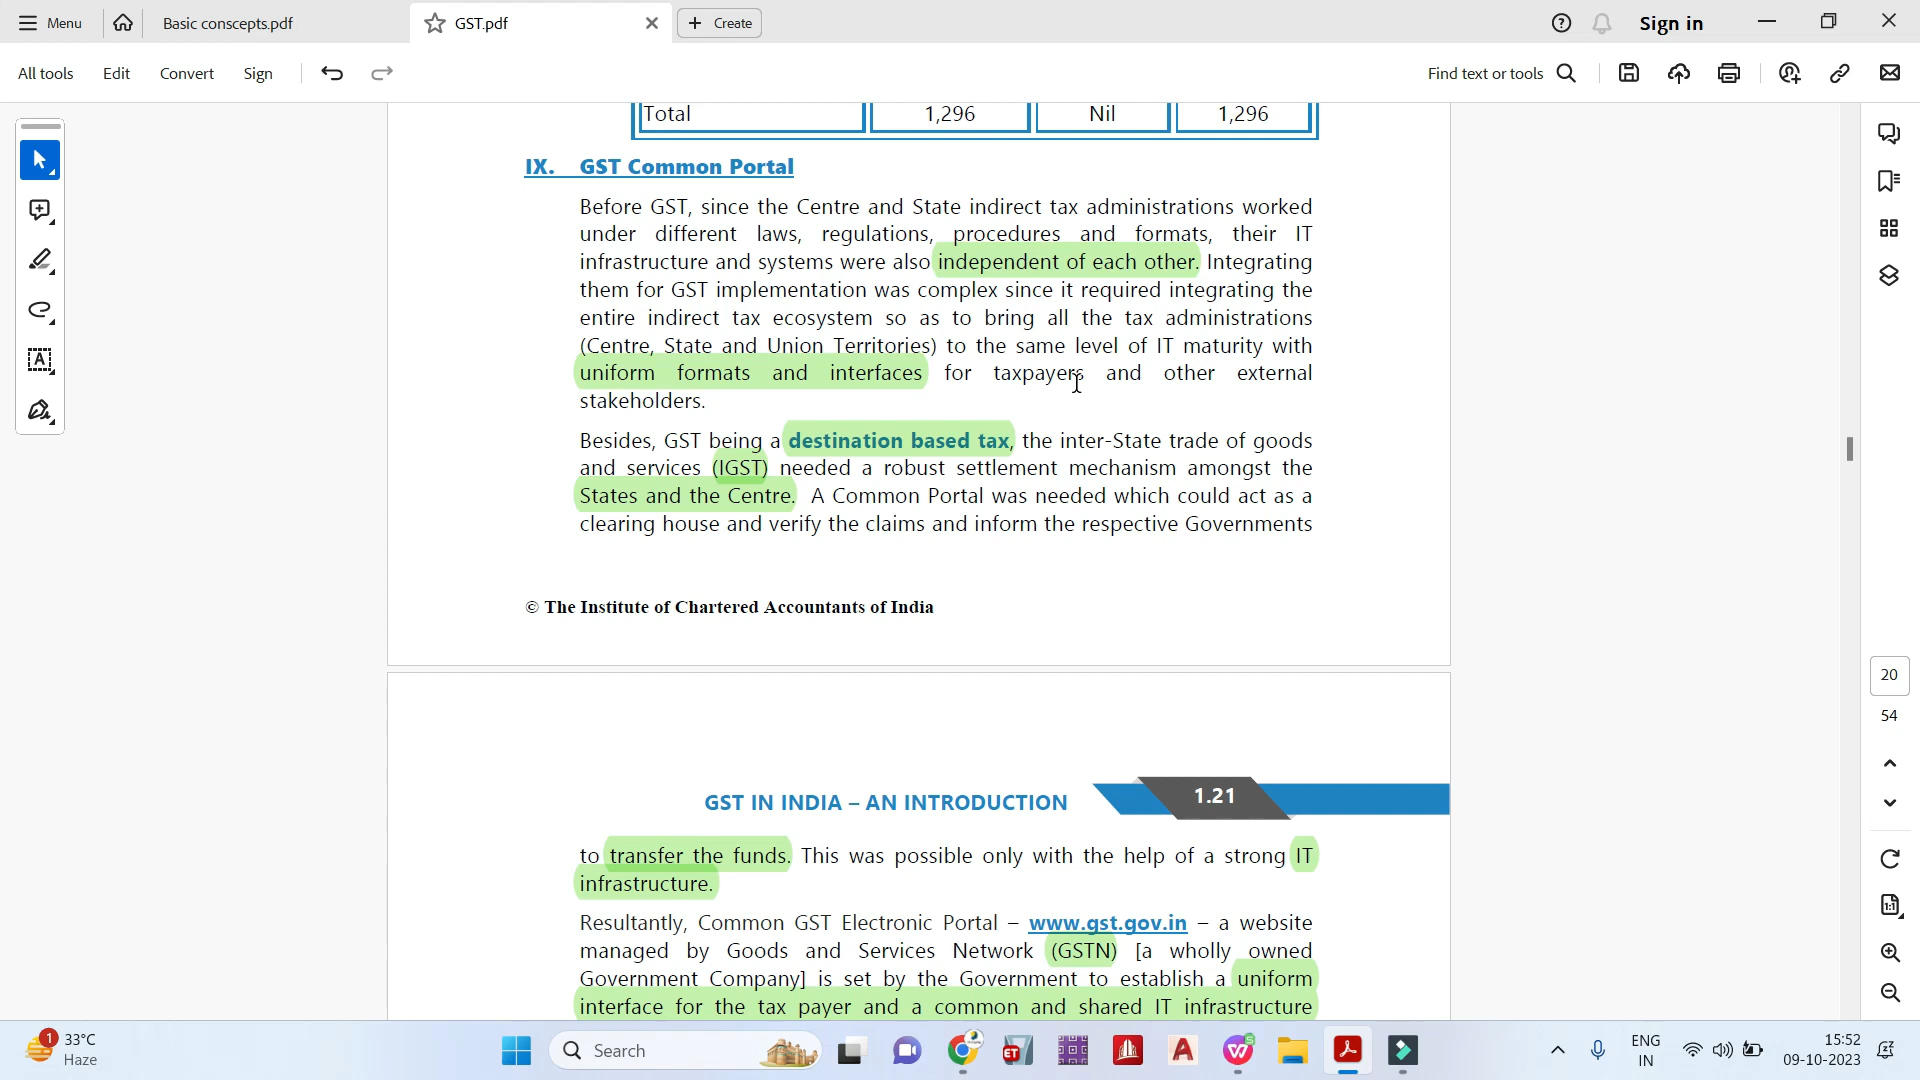 Menu
Basic conscepts.pdf
GST.pdf
Create
Sign in
All tools
Edit
Convert
Sign
Find text or tools
Total 1,296 Nil 1,296
IX. GST Common Portal
Before GST, since the Centre and State indirect tax administrations worked
under different laws, regulations, procedures and formats, their IT
infrastructure and systems were also independent of each other. Integrating
them for GST implementation was complex since it required integrating the
entire indirect tax ecosystem so as to bring all the tax administrations
(Centre, State and Union Territories) to the same level of IT maturity with
uniform formats and interfaces for taxpayers and other external
stakeholders.
Besides, GST being a destination based tax, the inter-State trade of goods
and services (IGST) needed a robust settlement mechanism amongst the
States and the Centre. A Common Portal was needed which could act as a
clearing house and verify the claims and inform the respective Governments
© The Institute of Chartered Accountants of India
20
54
GST IN INDIA – AN INTRODUCTION 1.21
to transfer the funds. This was possible only with the help of a strong IT
infrastructure.
Resultantly, Common GST Electronic Portal – www.gst.gov.in – a website
managed by Goods and Services Network (GSTN) [a wholly owned
Government Company] is set by the Government to establish a uniform
interface for the tax payer and a common and shared IT infrastructure
1
33°C
Haze
Search
ET
ENG
IN
15:52
09-10-2023